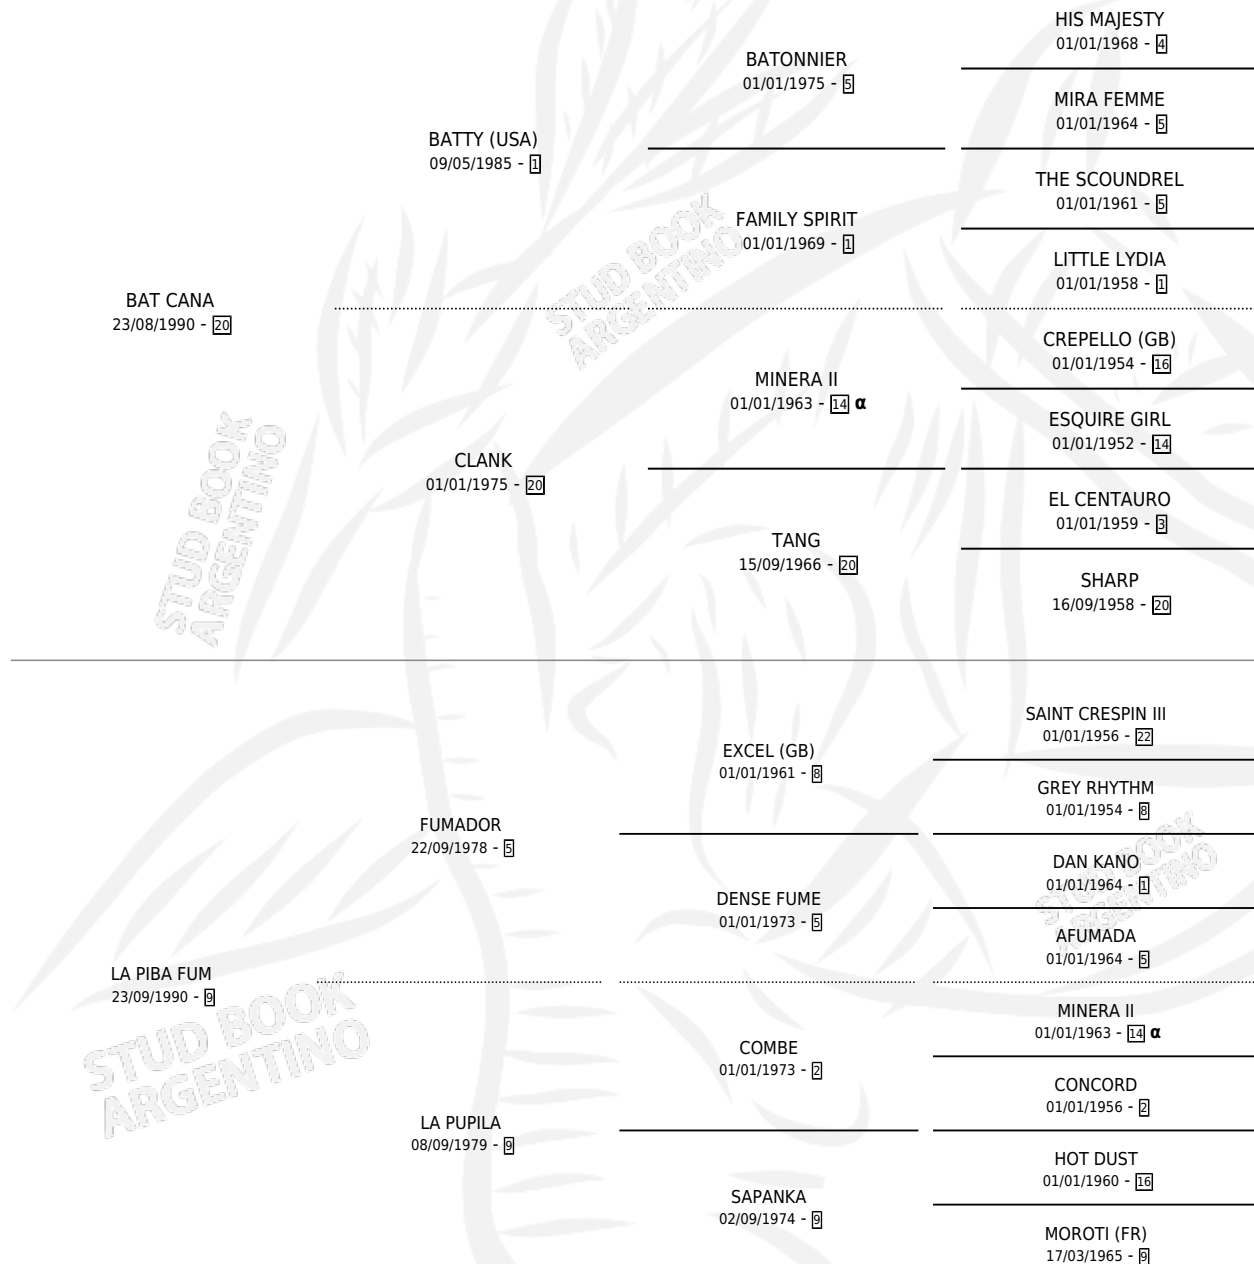 HIS MAJESTY
01/01/1968 - 4
BATONNIER
01/01/1975 - 5
MIRA FEMME
01/01/1964 - 5
BATTY (USA)
09/05/1985 - 1
THE SCOUNDREL
01/01/1961 - 5
FAMILY SPIRIT
01/01/1969 - 1
LITTLE LYDIA
01/01/1958 - 1
STUD BOOK
ARGENTINO
BAT CANA
23/08/1990 - 20
CREPELLO (GB)
01/01/1954 - 16
MINERA II
01/01/1963 - 14 α
ESQUIRE GIRL
01/01/1952 - 14
CLANK
01/01/1975 - 20
EL CENTAURO
01/01/1959 - 3
TANG
15/09/1966 - 20
SHARP
16/09/1958 - 20
STUD BOOK
ARGENTINO
SAINT CRESPIN III
01/01/1956 - 22
EXCEL (GB)
01/01/1961 - 8
GREY RHYTHM
01/01/1954 - 8
FUMADOR
22/09/1978 - 5
DAN KANO
01/01/1964 - 1
STUD BOOK
ARGENTINO
DENSE FUME
01/01/1973 - 5
AFUMADA
01/01/1964 - 5
LA PIBA FUM
23/09/1990 - 9
STUD BOOK
ARGENTINO
MINERA II
01/01/1963 - 14 α
COMBE
01/01/1973 - 2
CONCORD
01/01/1956 - 2
LA PUPILA
08/09/1979 - 9
HOT DUST
01/01/1960 - 16
SAPANKA
02/09/1974 - 9
MOROTI (FR)
17/03/1965 - 9